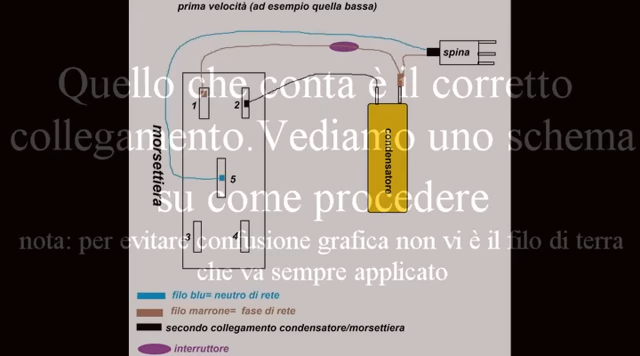 prima velocità (ad esempio quella bassa)
spina
Quello che conta è il corretto
1
2
collegamento.Vediamo uno schema
morsettiera
condensatore
5
su come procedere
3
4
nota: per evitare confusione grafica non vi è il filo di terra
che va sempre applicato
filo blu= neutro di rete
filo marrone= fase di rete
secondo collegamento condensatore/morsettiera
interruttore